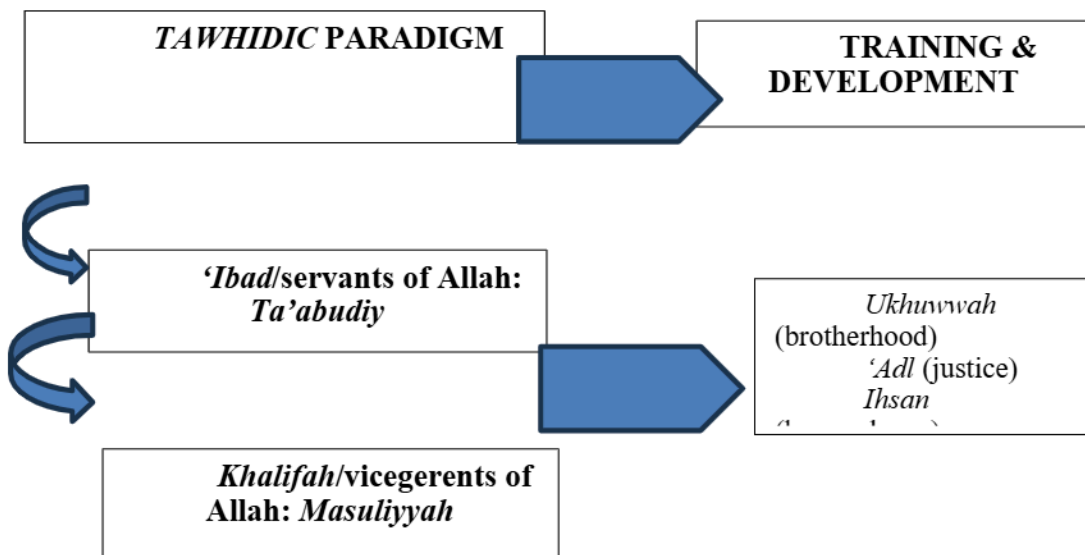 TAWHIDIC PARADIGM
TRAINING &
DEVELOPMENT
‘Ibad/servants of Allah:
Ta’abudiy
Ukhuwwah
(brotherhood)
‘Adl (justice)
Ihsan
Khalifah/vicegerents of
Allah: Masuliyyah